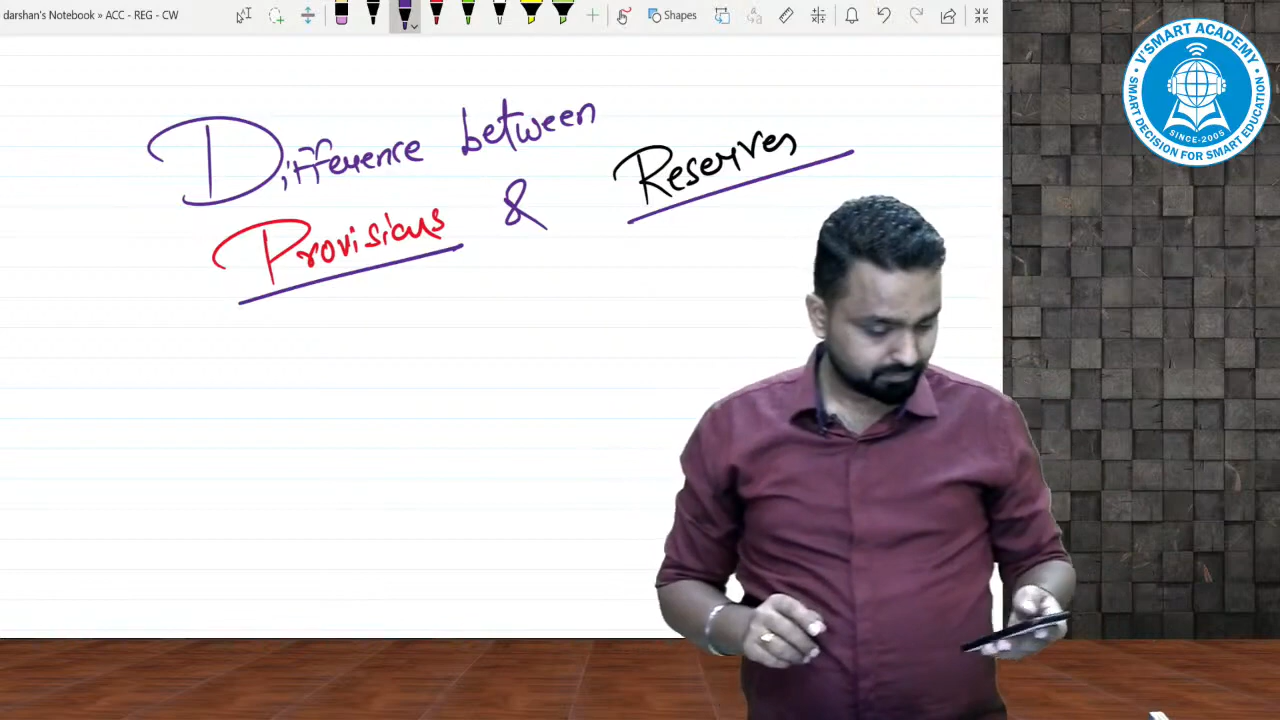 darshan's Notebook » ACC - REG - CW
Shapes
Difference between
Provisions & Reserves
V'SMART ACADEMY
SINCE-2005
SMART DECISION FOR SMART EDUCATION